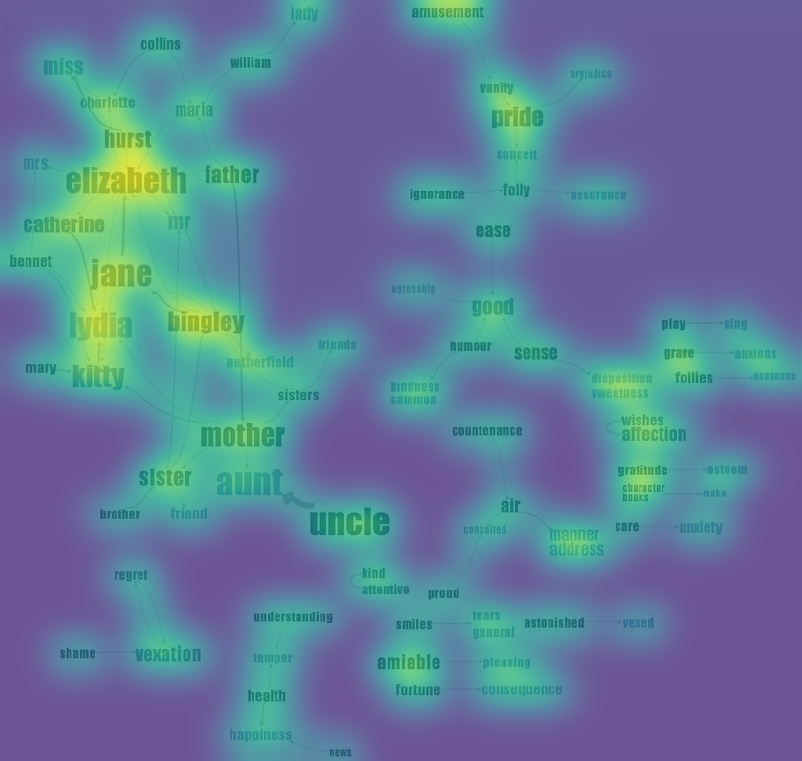 lady
amusement
collins
william
miss
charlotte
maria
vanity
prejudice
pride
hurst
conceit
mrs.
elizabeth
father
ignorance
folly
assurance
catherine
mr
ease
bennet
jane
agreeably
good
lydia
bingley
play
sing
humour
sense
grave
anxious
netherfield
friends
mary
kitty
disposition
sweetness
follies
nonsense
kindness
common
sisters
mother
countenance
wishes
affection
sister
aunt
gratitude
esteem
character
books
make
brother
friend
uncle
air
conceited
manner
address
care
anxiety
regret
kind
attentive
proud
understanding
smiles
tears
general
astonished
vexed
shame
vexation
temper
amiable
pleasing
health
fortune
consequence
happiness
news